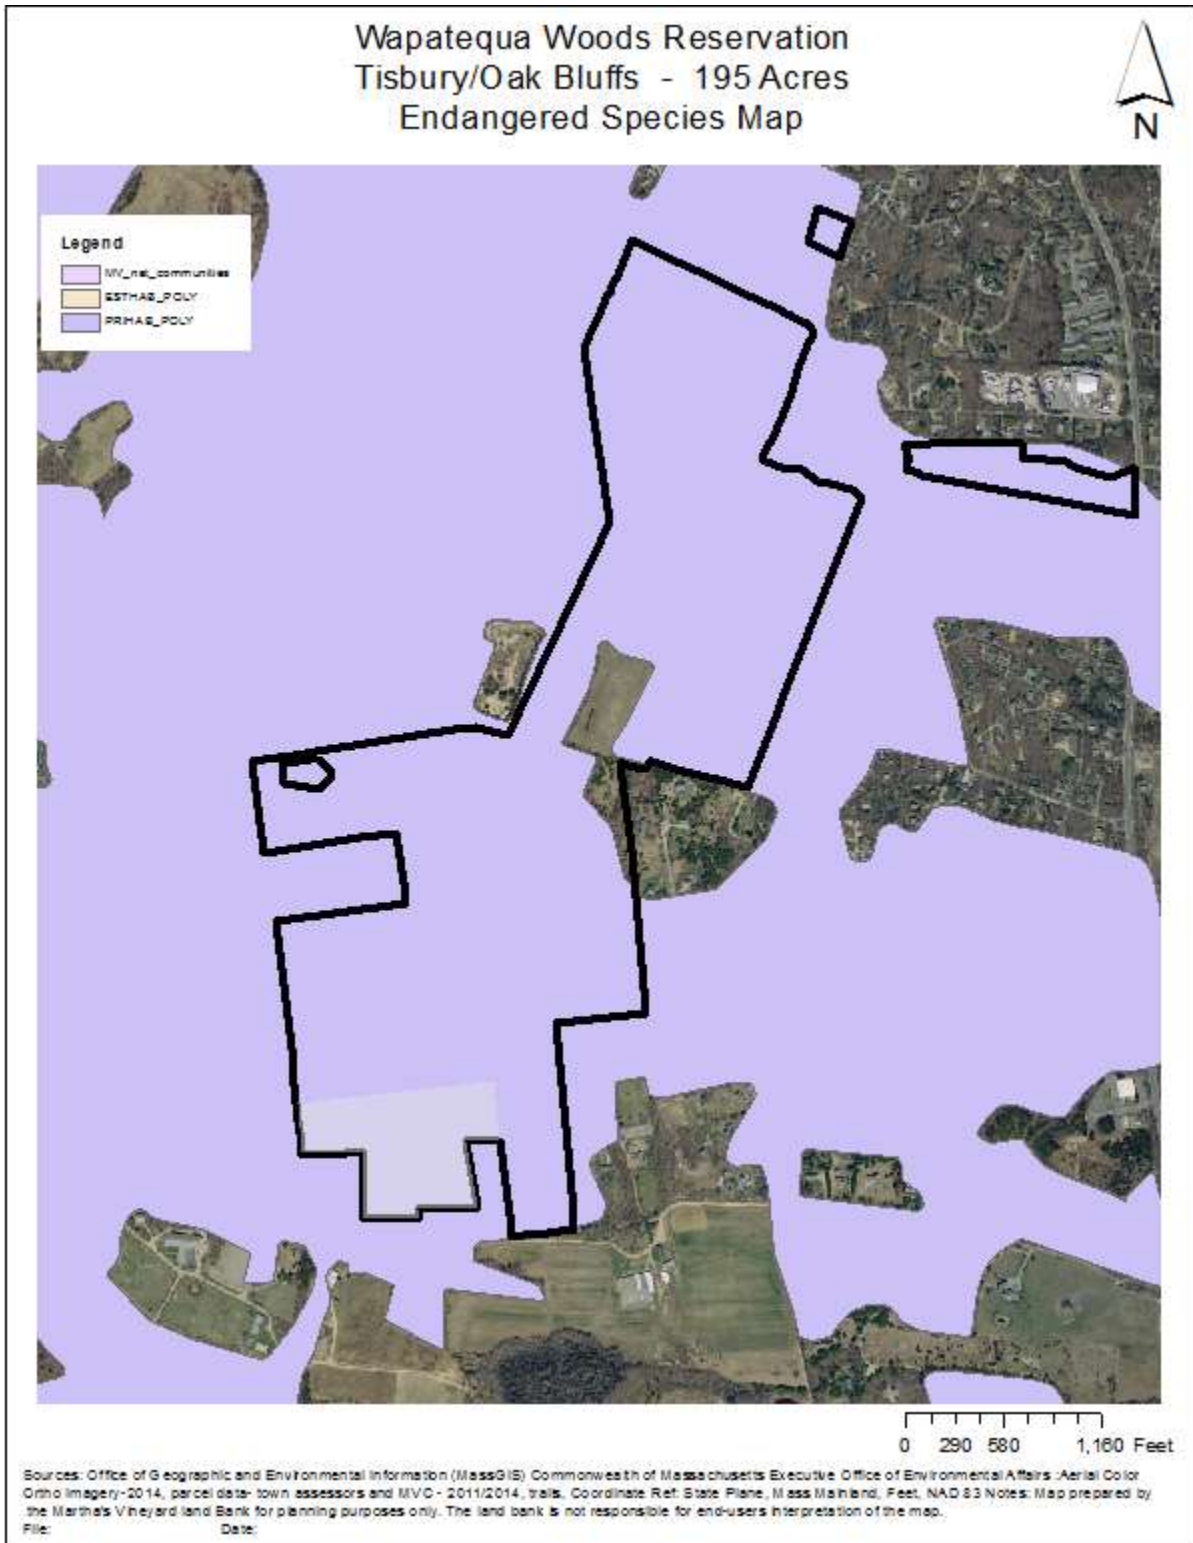 Wapatequa Woods Reservation
Tisbury/Oak Bluffs - 195 Acres
Endangered Species Map
N
Legend
MV_nat_communities
ESTHAB_POLY
PRIHAB_POLY
0 290 580 1,160 Feet
Sources: Office of Geographic and Environmental Information (MassGIS) Commonwealth of Massachusetts Executive Office of Environmental Affairs :Aerial Color
Ortho Imagery-2014, parcel data- town assessors and MVC - 2011/2014, trails, Coordinate Ref: State Plane, Mass Mainland, Feet, NAD 83 Notes: Map prepared by
the Martha's Vineyard land Bank for planning purposes only. The land bank is not responsible for end-users interpretation of the map.
File: Date: